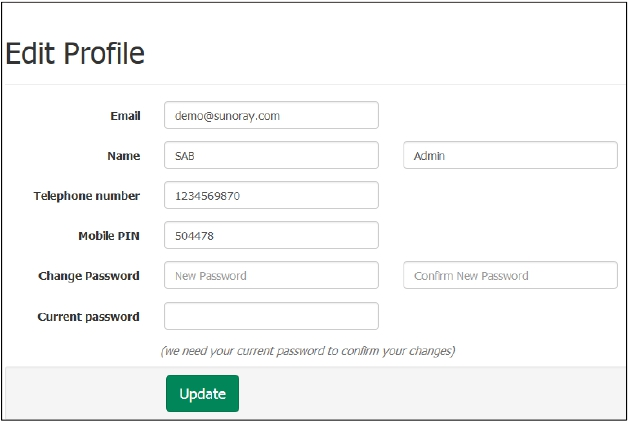 Edit Profile
Email demo@sunoray.com
Name SAB Admin
Telephone number 1234569870
Mobile PIN 504478
Change Password New Password Confirm New Password
Current password
(we need your current password to confirm your changes)
Update